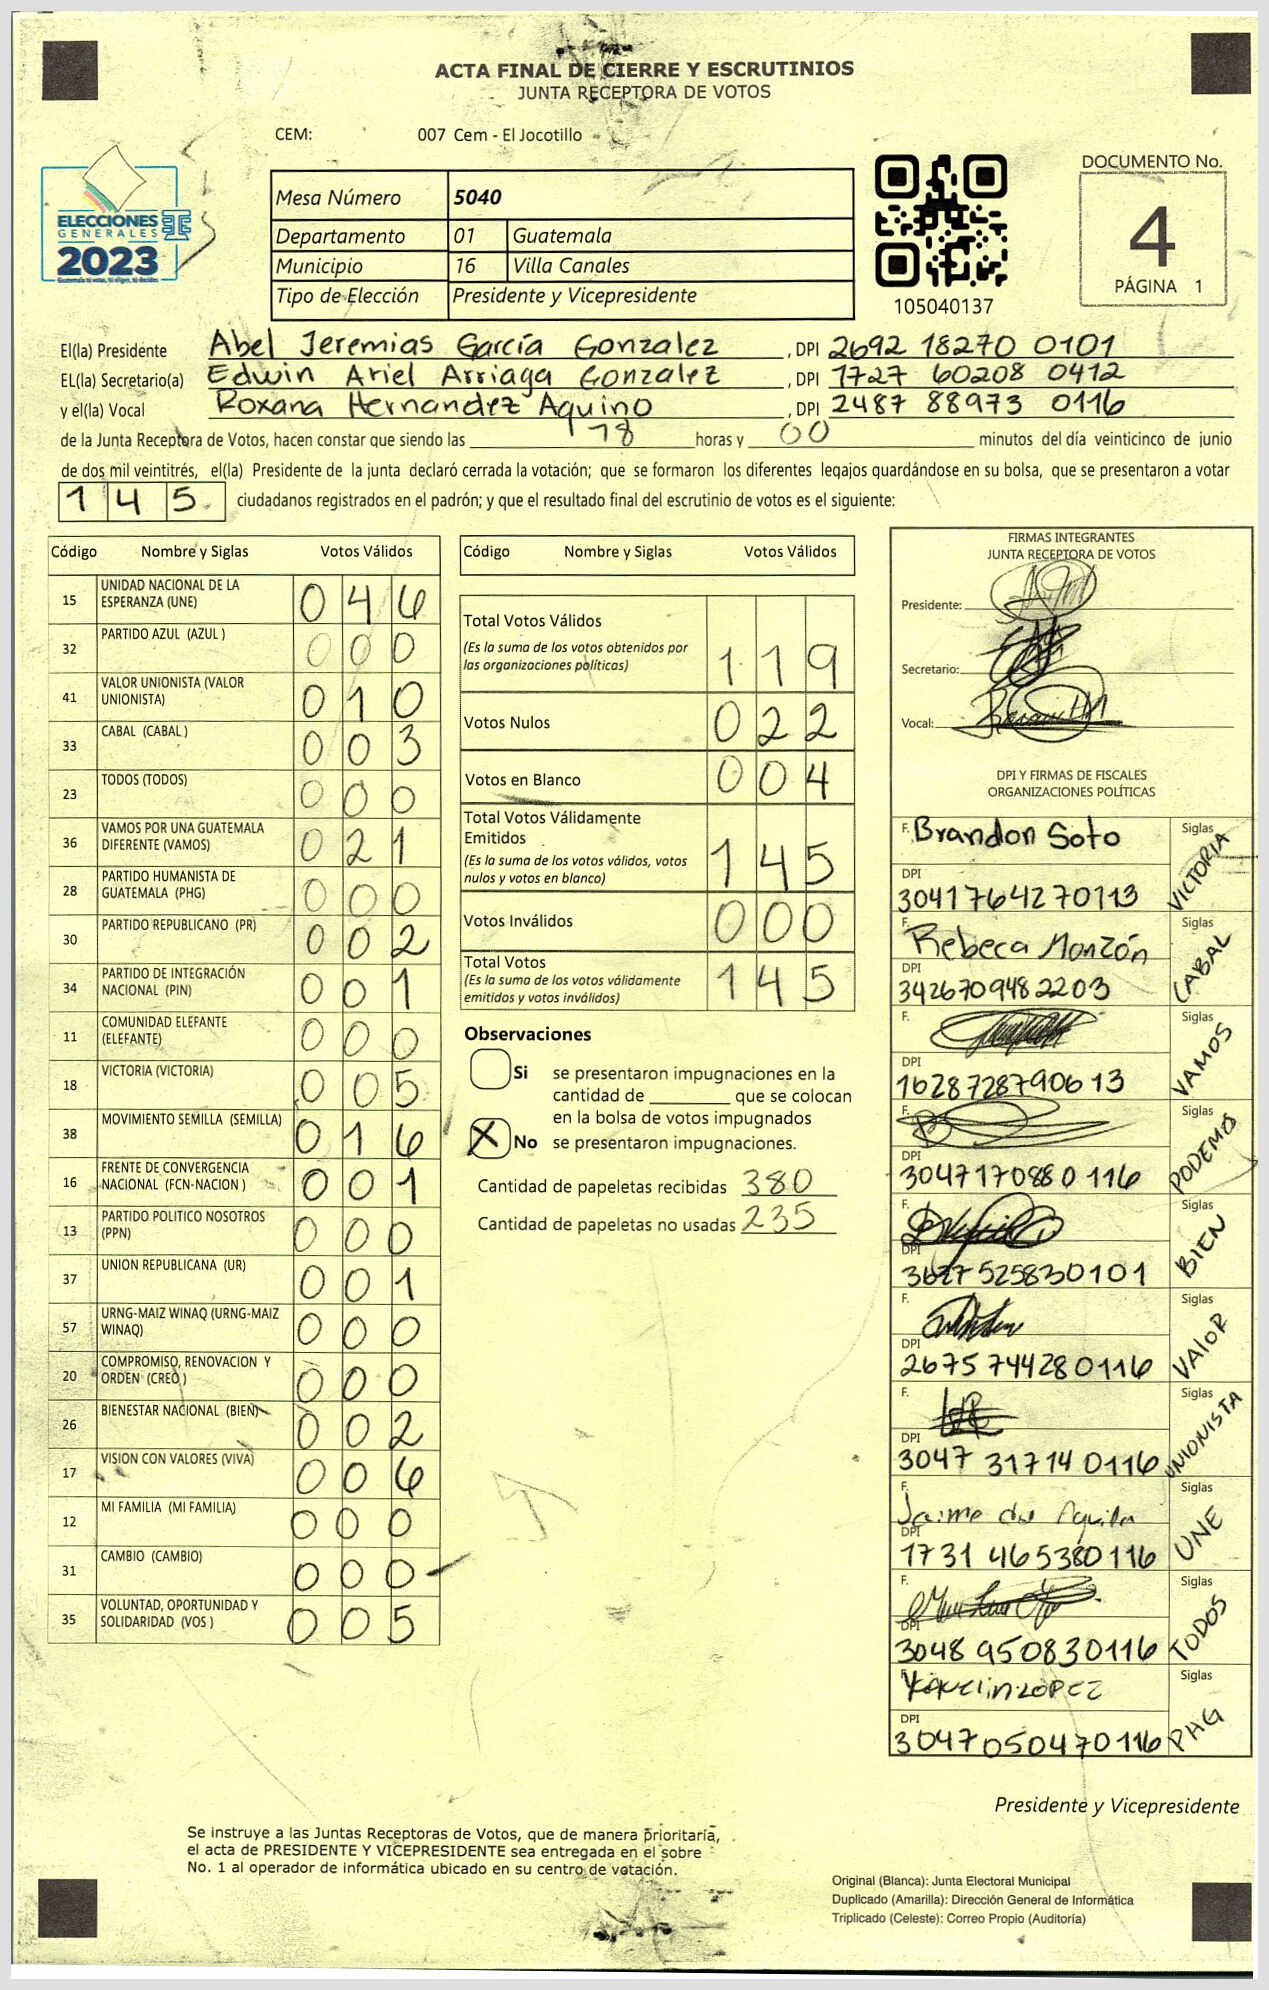 ACTA FINAL DE CIERRE Y ESCRUTINIOS
JUNTA RECEPTORA DE VOTOS
CEM: 007 Cem - El Jocotillo
ELECCIONES
GENERALES
2023
Mesa Número 5040
Departamento 01 Guatemala
Municipio 16 Villa Canales
Tipo de Elección Presidente y Vicepresidente
105040137
DOCUMENTO No.
4
PÁGINA 1
El(la) Presidente Abel Jeremias García Gonzalez , DPI 2692 18270 0101
EL(la) Secretario(a) Edwin Ariel Arriaga Gonzalez , DPI 1727 60208 0412
y el(la) Vocal Roxana Hernandez Aquino , DPI 2487 88973 0116
de la Junta Receptora de Votos, hacen constar que siendo las 18 horas y 00 minutos del día veinticinco de junio
de dos mil veintitrés, el(la) Presidente de la junta declaró cerrada la votación; que se formaron los diferentes legajos guardándose en su bolsa, que se presentaron a votar
145 ciudadanos registrados en el padrón; y que el resultado final del escrutinio de votos es el siguiente:
Código Nombre y Siglas Votos Válidos
15 UNIDAD NACIONAL DE LA ESPERANZA (UNE) 046
32 PARTIDO AZUL (AZUL ) 000
41 VALOR UNIONISTA (VALOR UNIONISTA) 010
33 CABAL (CABAL ) 003
23 TODOS (TODOS) 000
36 VAMOS POR UNA GUATEMALA DIFERENTE (VAMOS) 021
28 PARTIDO HUMANISTA DE GUATEMALA (PHG) 000
30 PARTIDO REPUBLICANO (PR) 002
34 PARTIDO DE INTEGRACIÓN NACIONAL (PIN) 001
11 COMUNIDAD ELEFANTE (ELEFANTE) 000
18 VICTORIA (VICTORIA) 005
38 MOVIMIENTO SEMILLA (SEMILLA) 016
16 FRENTE DE CONVERGENCIA NACIONAL (FCN-NACION ) 001
13 PARTIDO POLITICO NOSOTROS (PPN) 000
37 UNION REPUBLICANA (UR) 001
57 URNG-MAIZ WINAQ (URNG-MAIZ WINAQ) 000
20 COMPROMISO, RENOVACION Y ORDEN (CREO ) 000
26 BIENESTAR NACIONAL (BIEN) 002
17 VISION CON VALORES (VIVA) 006
12 MI FAMILIA (MI FAMILIA) 000
31 CAMBIO (CAMBIO) 000
35 VOLUNTAD, OPORTUNIDAD Y SOLIDARIDAD (VOS ) 005
Código Nombre y Siglas Votos Válidos
Total Votos Válidos 119
(Es la suma de los votos obtenidos por
las organizaciones políticas)
Votos Nulos 022
Votos en Blanco 004
Total Votos Válidamente
Emitidos 145
(Es la suma de los votos válidos, votos
nulos y votos en blanco)
Votos Inválidos 000
Total Votos 145
(Es la suma de los votos válidamente
emitidos y votos inválidos)
Observaciones
Si se presentaron impugnaciones en la
cantidad de ________ que se colocan
en la bolsa de votos impugnados
X No se presentaron impugnaciones.
Cantidad de papeletas recibidas 380
Cantidad de papeletas no usadas 235
FIRMAS INTEGRANTES
JUNTA RECEPTORA DE VOTOS
Presidente:
Secretario:
Vocal:
DPI Y FIRMAS DE FISCALES
ORGANIZACIONES POLÍTICAS
F. Brandon Soto Siglas VICTORIA
DPI 3041764270113
F. Rebeca Monzón Siglas CABAL
DPI 3426709482203
F. Siglas VAMOS
DPI 1628728790613
F. Siglas PODEMOS
DPI 3047170880116
F. Siglas BIEN
DPI 3627525830101
F. Siglas VALOR
DPI 2675744280116
F. Siglas UNIONISTA
DPI 3047 317140116
F. Jaime Siglas UNE
DPI 1731 465380116
F. Siglas TODOS
DPI 3048 950830116
F. LOPEZ Siglas PHG
DPI 3047050470116
Presidente y Vicepresidente
Se instruye a las Juntas Receptoras de Votos, que de manera prioritaría,
el acta de PRESIDENTE Y VICEPRESIDENTE sea entregada en el sobre
No. 1 al operador de informática ubicado en su centro de votación.
Original (Blanca): Junta Electoral Municipal
Duplicado (Amarilla): Dirección General de Informática
Triplicado (Celeste): Correo Propio (Auditoría)